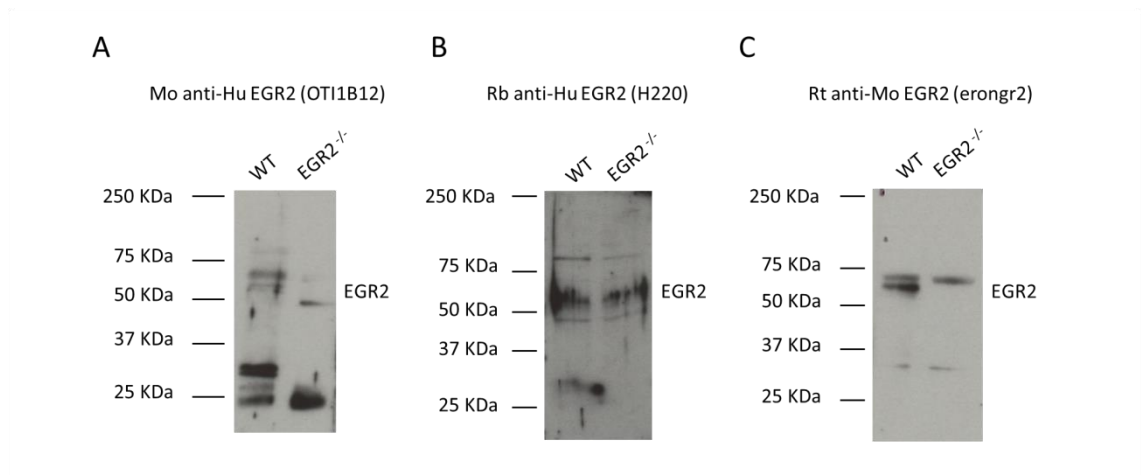 A
Mo anti-Hu EGR2 (OTI1B12)
WT
EGR2 -/-
250 KDa
75 KDa
50 KDa
37 KDa
25 KDa
EGR2
B
Rb anti-Hu EGR2 (H220)
WT
EGR2 -/-
250 KDa
75 KDa
50 KDa
37 KDa
25 KDa
EGR2
C
Rt anti-Mo EGR2 (erongr2)
WT
EGR2 -/-
250 KDa
75 KDa
50 KDa
37 KDa
25 KDa
EGR2